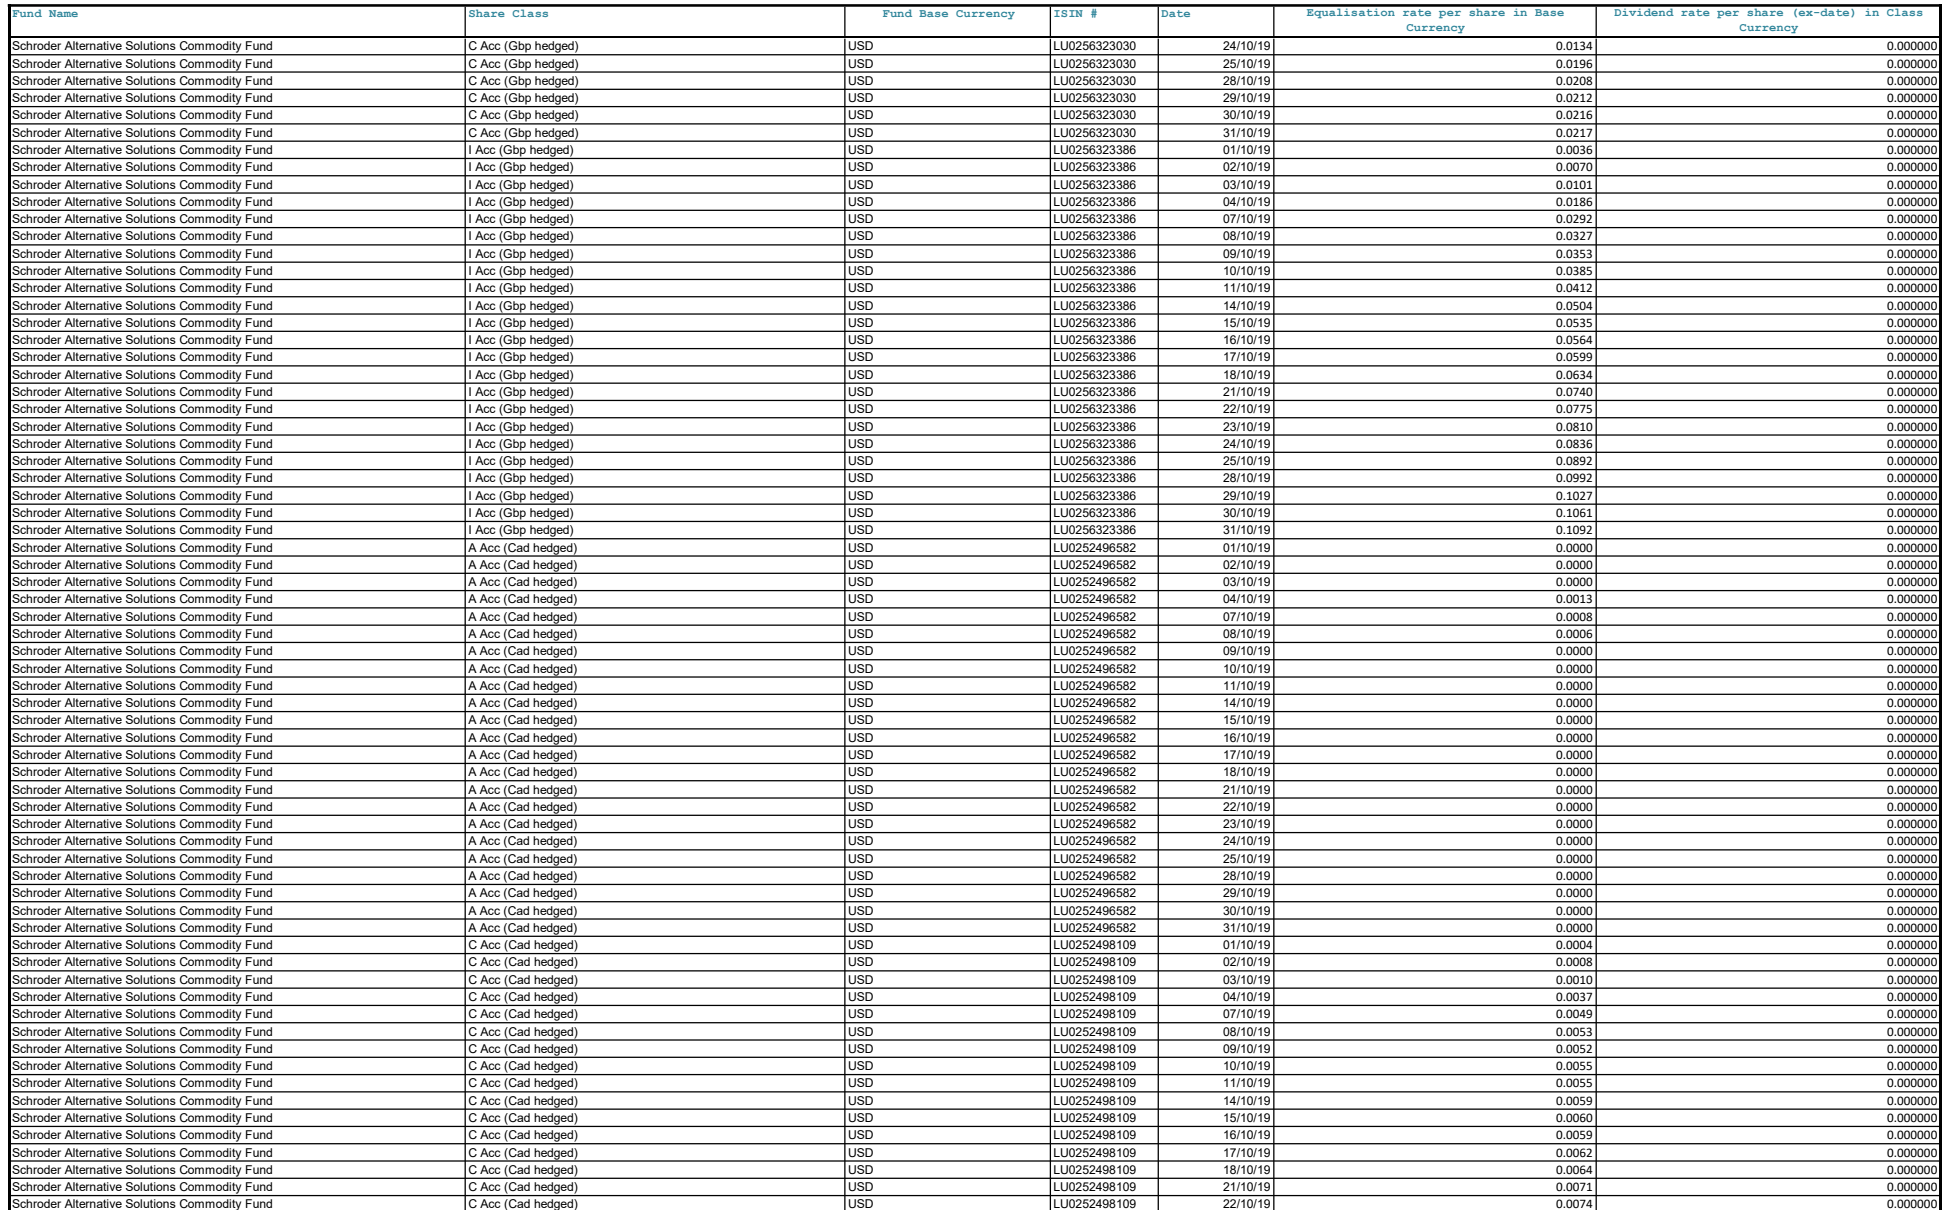 Fund Name Share Class Fund Base Currency ISIN # Date Equalisation rate per share in Base Currency Dividend rate per share (ex-date) in Class Currency
Schroder Alternative Solutions Commodity Fund C Acc (Gbp hedged) USD LU0256323030 24/10/19 0.0134 0.000000
Schroder Alternative Solutions Commodity Fund C Acc (Gbp hedged) USD LU0256323030 25/10/19 0.0196 0.000000
Schroder Alternative Solutions Commodity Fund C Acc (Gbp hedged) USD LU0256323030 28/10/19 0.0208 0.000000
Schroder Alternative Solutions Commodity Fund C Acc (Gbp hedged) USD LU0256323030 29/10/19 0.0212 0.000000
Schroder Alternative Solutions Commodity Fund C Acc (Gbp hedged) USD LU0256323030 30/10/19 0.0216 0.000000
Schroder Alternative Solutions Commodity Fund C Acc (Gbp hedged) USD LU0256323030 31/10/19 0.0217 0.000000
Schroder Alternative Solutions Commodity Fund I Acc (Gbp hedged) USD LU0256323386 01/10/19 0.0036 0.000000
Schroder Alternative Solutions Commodity Fund I Acc (Gbp hedged) USD LU0256323386 02/10/19 0.0070 0.000000
Schroder Alternative Solutions Commodity Fund I Acc (Gbp hedged) USD LU0256323386 03/10/19 0.0101 0.000000
Schroder Alternative Solutions Commodity Fund I Acc (Gbp hedged) USD LU0256323386 04/10/19 0.0186 0.000000
Schroder Alternative Solutions Commodity Fund I Acc (Gbp hedged) USD LU0256323386 07/10/19 0.0292 0.000000
Schroder Alternative Solutions Commodity Fund I Acc (Gbp hedged) USD LU0256323386 08/10/19 0.0327 0.000000
Schroder Alternative Solutions Commodity Fund I Acc (Gbp hedged) USD LU0256323386 09/10/19 0.0353 0.000000
Schroder Alternative Solutions Commodity Fund I Acc (Gbp hedged) USD LU0256323386 10/10/19 0.0385 0.000000
Schroder Alternative Solutions Commodity Fund I Acc (Gbp hedged) USD LU0256323386 11/10/19 0.0412 0.000000
Schroder Alternative Solutions Commodity Fund I Acc (Gbp hedged) USD LU0256323386 14/10/19 0.0504 0.000000
Schroder Alternative Solutions Commodity Fund I Acc (Gbp hedged) USD LU0256323386 15/10/19 0.0535 0.000000
Schroder Alternative Solutions Commodity Fund I Acc (Gbp hedged) USD LU0256323386 16/10/19 0.0564 0.000000
Schroder Alternative Solutions Commodity Fund I Acc (Gbp hedged) USD LU0256323386 17/10/19 0.0599 0.000000
Schroder Alternative Solutions Commodity Fund I Acc (Gbp hedged) USD LU0256323386 18/10/19 0.0634 0.000000
Schroder Alternative Solutions Commodity Fund I Acc (Gbp hedged) USD LU0256323386 21/10/19 0.0740 0.000000
Schroder Alternative Solutions Commodity Fund I Acc (Gbp hedged) USD LU0256323386 22/10/19 0.0775 0.000000
Schroder Alternative Solutions Commodity Fund I Acc (Gbp hedged) USD LU0256323386 23/10/19 0.0810 0.000000
Schroder Alternative Solutions Commodity Fund I Acc (Gbp hedged) USD LU0256323386 24/10/19 0.0836 0.000000
Schroder Alternative Solutions Commodity Fund I Acc (Gbp hedged) USD LU0256323386 25/10/19 0.0892 0.000000
Schroder Alternative Solutions Commodity Fund I Acc (Gbp hedged) USD LU0256323386 28/10/19 0.0992 0.000000
Schroder Alternative Solutions Commodity Fund I Acc (Gbp hedged) USD LU0256323386 29/10/19 0.1027 0.000000
Schroder Alternative Solutions Commodity Fund I Acc (Gbp hedged) USD LU0256323386 30/10/19 0.1061 0.000000
Schroder Alternative Solutions Commodity Fund I Acc (Gbp hedged) USD LU0256323386 31/10/19 0.1092 0.000000
Schroder Alternative Solutions Commodity Fund A Acc (Cad hedged) USD LU0252496582 01/10/19 0.0000 0.000000
Schroder Alternative Solutions Commodity Fund A Acc (Cad hedged) USD LU0252496582 02/10/19 0.0000 0.000000
Schroder Alternative Solutions Commodity Fund A Acc (Cad hedged) USD LU0252496582 03/10/19 0.0000 0.000000
Schroder Alternative Solutions Commodity Fund A Acc (Cad hedged) USD LU0252496582 04/10/19 0.0013 0.000000
Schroder Alternative Solutions Commodity Fund A Acc (Cad hedged) USD LU0252496582 07/10/19 0.0008 0.000000
Schroder Alternative Solutions Commodity Fund A Acc (Cad hedged) USD LU0252496582 08/10/19 0.0006 0.000000
Schroder Alternative Solutions Commodity Fund A Acc (Cad hedged) USD LU0252496582 09/10/19 0.0000 0.000000
Schroder Alternative Solutions Commodity Fund A Acc (Cad hedged) USD LU0252496582 10/10/19 0.0000 0.000000
Schroder Alternative Solutions Commodity Fund A Acc (Cad hedged) USD LU0252496582 11/10/19 0.0000 0.000000
Schroder Alternative Solutions Commodity Fund A Acc (Cad hedged) USD LU0252496582 14/10/19 0.0000 0.000000
Schroder Alternative Solutions Commodity Fund A Acc (Cad hedged) USD LU0252496582 15/10/19 0.0000 0.000000
Schroder Alternative Solutions Commodity Fund A Acc (Cad hedged) USD LU0252496582 16/10/19 0.0000 0.000000
Schroder Alternative Solutions Commodity Fund A Acc (Cad hedged) USD LU0252496582 17/10/19 0.0000 0.000000
Schroder Alternative Solutions Commodity Fund A Acc (Cad hedged) USD LU0252496582 18/10/19 0.0000 0.000000
Schroder Alternative Solutions Commodity Fund A Acc (Cad hedged) USD LU0252496582 21/10/19 0.0000 0.000000
Schroder Alternative Solutions Commodity Fund A Acc (Cad hedged) USD LU0252496582 22/10/19 0.0000 0.000000
Schroder Alternative Solutions Commodity Fund A Acc (Cad hedged) USD LU0252496582 23/10/19 0.0000 0.000000
Schroder Alternative Solutions Commodity Fund A Acc (Cad hedged) USD LU0252496582 24/10/19 0.0000 0.000000
Schroder Alternative Solutions Commodity Fund A Acc (Cad hedged) USD LU0252496582 25/10/19 0.0000 0.000000
Schroder Alternative Solutions Commodity Fund A Acc (Cad hedged) USD LU0252496582 28/10/19 0.0000 0.000000
Schroder Alternative Solutions Commodity Fund A Acc (Cad hedged) USD LU0252496582 29/10/19 0.0000 0.000000
Schroder Alternative Solutions Commodity Fund A Acc (Cad hedged) USD LU0252496582 30/10/19 0.0000 0.000000
Schroder Alternative Solutions Commodity Fund A Acc (Cad hedged) USD LU0252496582 31/10/19 0.0000 0.000000
Schroder Alternative Solutions Commodity Fund C Acc (Cad hedged) USD LU0252498109 01/10/19 0.0004 0.000000
Schroder Alternative Solutions Commodity Fund C Acc (Cad hedged) USD LU0252498109 02/10/19 0.0008 0.000000
Schroder Alternative Solutions Commodity Fund C Acc (Cad hedged) USD LU0252498109 03/10/19 0.0010 0.000000
Schroder Alternative Solutions Commodity Fund C Acc (Cad hedged) USD LU0252498109 04/10/19 0.0037 0.000000
Schroder Alternative Solutions Commodity Fund C Acc (Cad hedged) USD LU0252498109 07/10/19 0.0049 0.000000
Schroder Alternative Solutions Commodity Fund C Acc (Cad hedged) USD LU0252498109 08/10/19 0.0053 0.000000
Schroder Alternative Solutions Commodity Fund C Acc (Cad hedged) USD LU0252498109 09/10/19 0.0052 0.000000
Schroder Alternative Solutions Commodity Fund C Acc (Cad hedged) USD LU0252498109 10/10/19 0.0055 0.000000
Schroder Alternative Solutions Commodity Fund C Acc (Cad hedged) USD LU0252498109 11/10/19 0.0055 0.000000
Schroder Alternative Solutions Commodity Fund C Acc (Cad hedged) USD LU0252498109 14/10/19 0.0059 0.000000
Schroder Alternative Solutions Commodity Fund C Acc (Cad hedged) USD LU0252498109 15/10/19 0.0060 0.000000
Schroder Alternative Solutions Commodity Fund C Acc (Cad hedged) USD LU0252498109 16/10/19 0.0059 0.000000
Schroder Alternative Solutions Commodity Fund C Acc (Cad hedged) USD LU0252498109 17/10/19 0.0062 0.000000
Schroder Alternative Solutions Commodity Fund C Acc (Cad hedged) USD LU0252498109 18/10/19 0.0064 0.000000
Schroder Alternative Solutions Commodity Fund C Acc (Cad hedged) USD LU0252498109 21/10/19 0.0071 0.000000
Schroder Alternative Solutions Commodity Fund C Acc (Cad hedged) USD LU0252498109 22/10/19 0.0074 0.000000